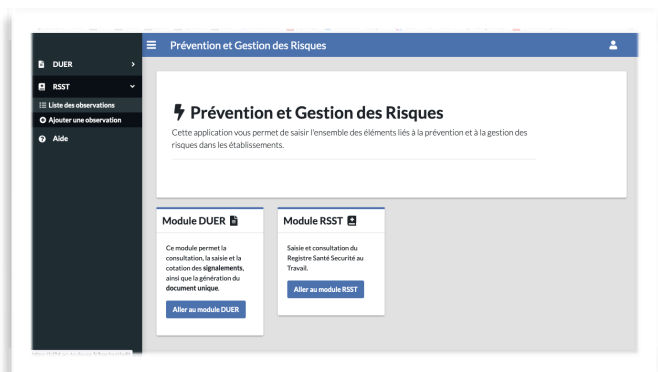 Prévention et Gestion des Risques
DUER
RSST
Liste des observations
Ajouter une observation
Aide
Prévention et Gestion des Risques
Cette application vous permet de saisir l'ensemble des éléments liés à la prévention et à la gestion des
risques dans les établissements.
Module DUER
Ce module permet la
consultation, la saisie et la
cotation des signalements,
ainsi que la génération du
document unique.
Aller au module DUER
Module RSST
Saisie et consultation du
Registre Santé Securité au
Travail.
Aller au module RSST